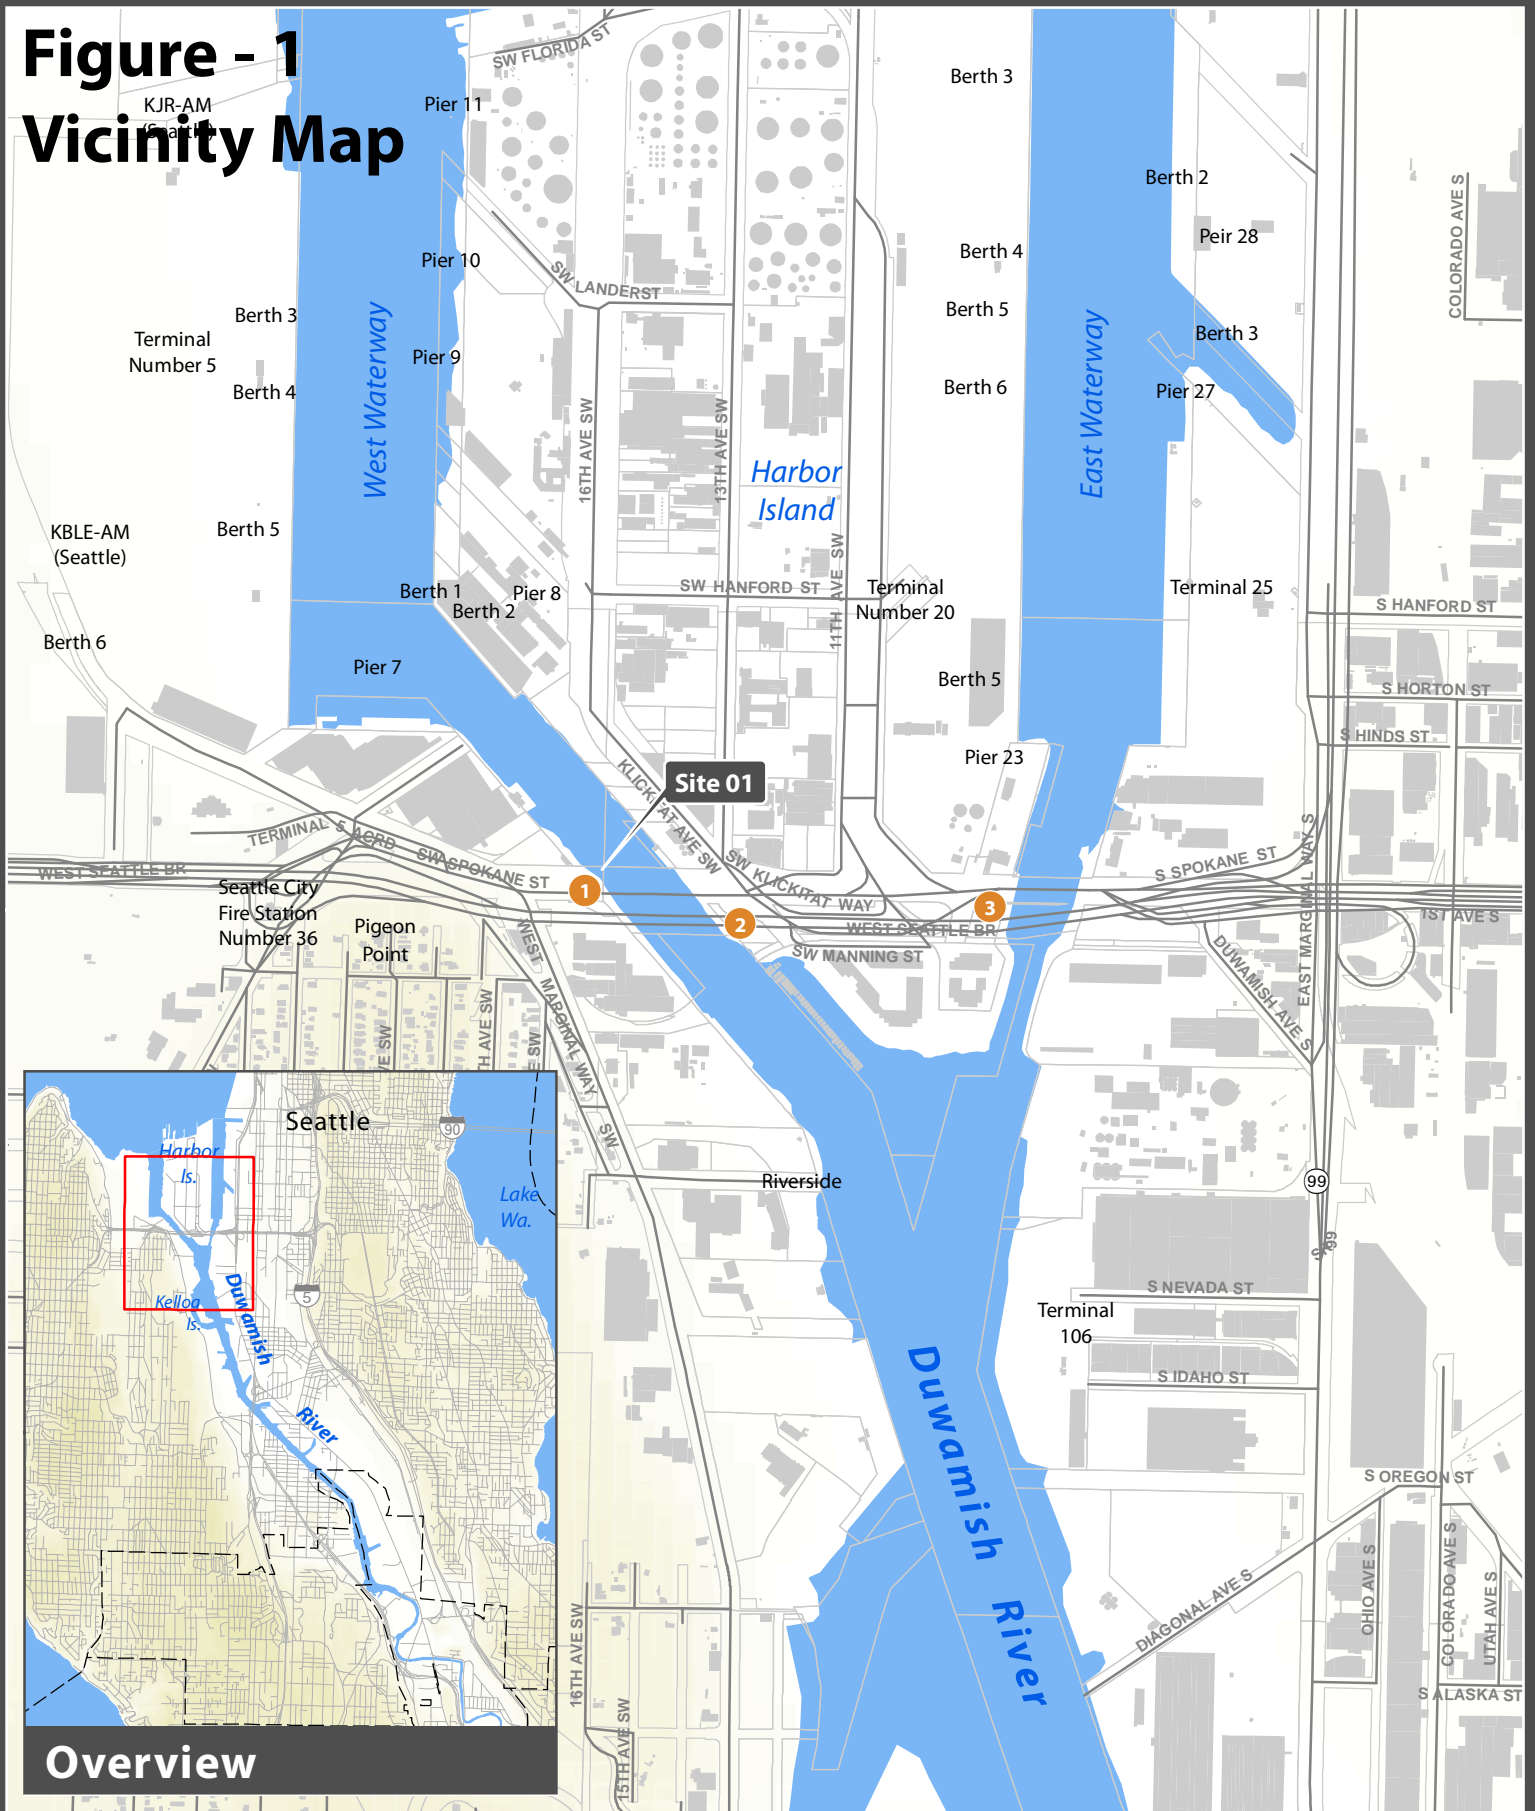 Figure - 1
Vicinity Map
KJR-AM
(Seattle)
SW FLORIDA ST
Pier 11
Berth 3
Berth 2
COLORADO AVE S
Peir 28
Pier 10
SW LANDER ST
Berth 4
Berth 3
Berth 5
Terminal
Number 5
Berth 3
Pier 9
Berth 4
West Waterway
East Waterway
Berth 6
Pier 27
16TH AVE SW
13TH AVE SW
Harbor
Island
KBLE-AM
(Seattle)
Berth 5
11TH AVE SW
SW HANFORD ST
Terminal
Number 20
Terminal 25
Berth 1
Pier 8
Berth 2
S HANFORD ST
Berth 6
Pier 7
Berth 5
S HORTON ST
S HINDS ST
Pier 23
KLICKITAT AVE SW
Site 01
TERMINAL 5 ACRD
SW SPOKANE ST
SW KLICKITAT WAY
S SPOKANE ST
EAST MARGINAL WAY S
WEST SEATTLE BR
Seattle City
Fire Station
Number 36
1
2
3
WEST SEATTLE BR
1ST AVE S
Pigeon
Point
SW MANNING ST
DUWAMISH AVE S
WEST MARGINAL WAY SW
VE SW
TH AVE SW
E SW
Riverside
99
S 99
S NEVADA ST
Terminal
106
S IDAHO ST
Duwamish River
S OREGON ST
DIAGONAL AVE S
OHIO AVE S
COLORADO AVE S
UTAH AVE S
S ALASKA ST
16TH AVE SW
15TH AVE SW
Seattle
90
Harbor
Is.
Lake
Wa.
Kellog
Is.
5
Duwamish
River
Overview